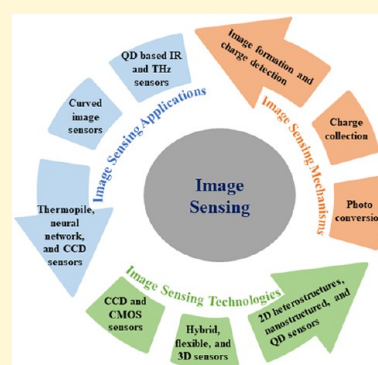 QD based IR
and THz
sensors
Image formation and
charge detection
Curved
image
sensors
Image Sensing Applications
Image Sensing Mechanisms
Charge
collection
Image
Sensing
Thermopile,
neural
network,
and CCD
sensors
Photo
conversion
Image Sensing Technologies
CCD and
CMOS
sensors
Hybrid,
flexible, and
3D sensors
2D heterostructures,
nanostructured, and
QD sensors